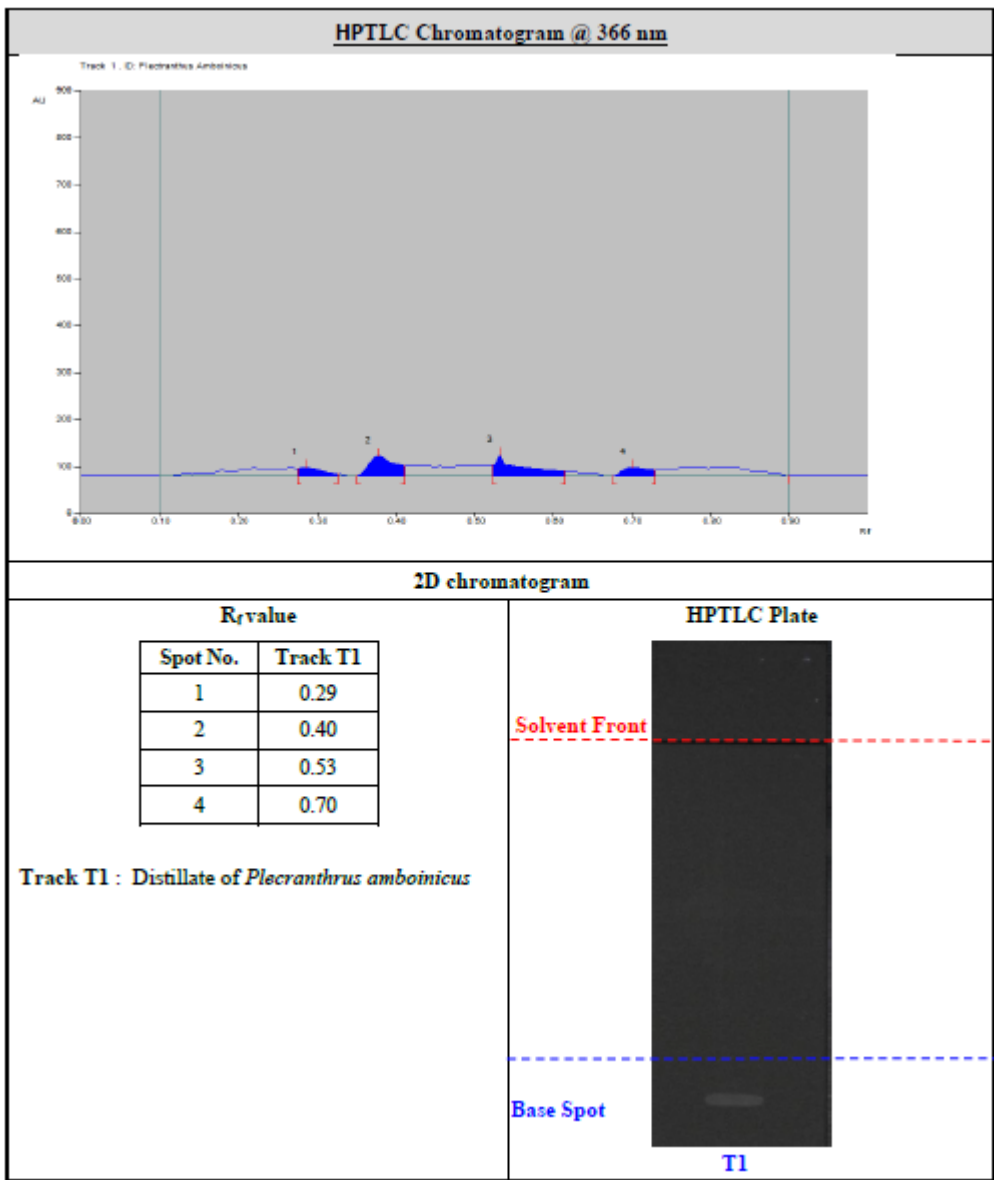 HPTLC Chromatogram @ 366 nm
Track 1 . ID: Plectranthus Amboinicus
AU
900
800
700
600
500
400
300
200
100
0
1
2
3
4
0.00 0.10 0.20 0.30 0.40 0.50 0.60 0.70 0.80 0.90
Rf
2D chromatogram
Rf value
Spot No. Track T1
1 0.29
2 0.40
3 0.53
4 0.70
Track T1 : Distillate of Plecranthrus amboinicus
HPTLC Plate
Solvent Front
Base Spot
T1